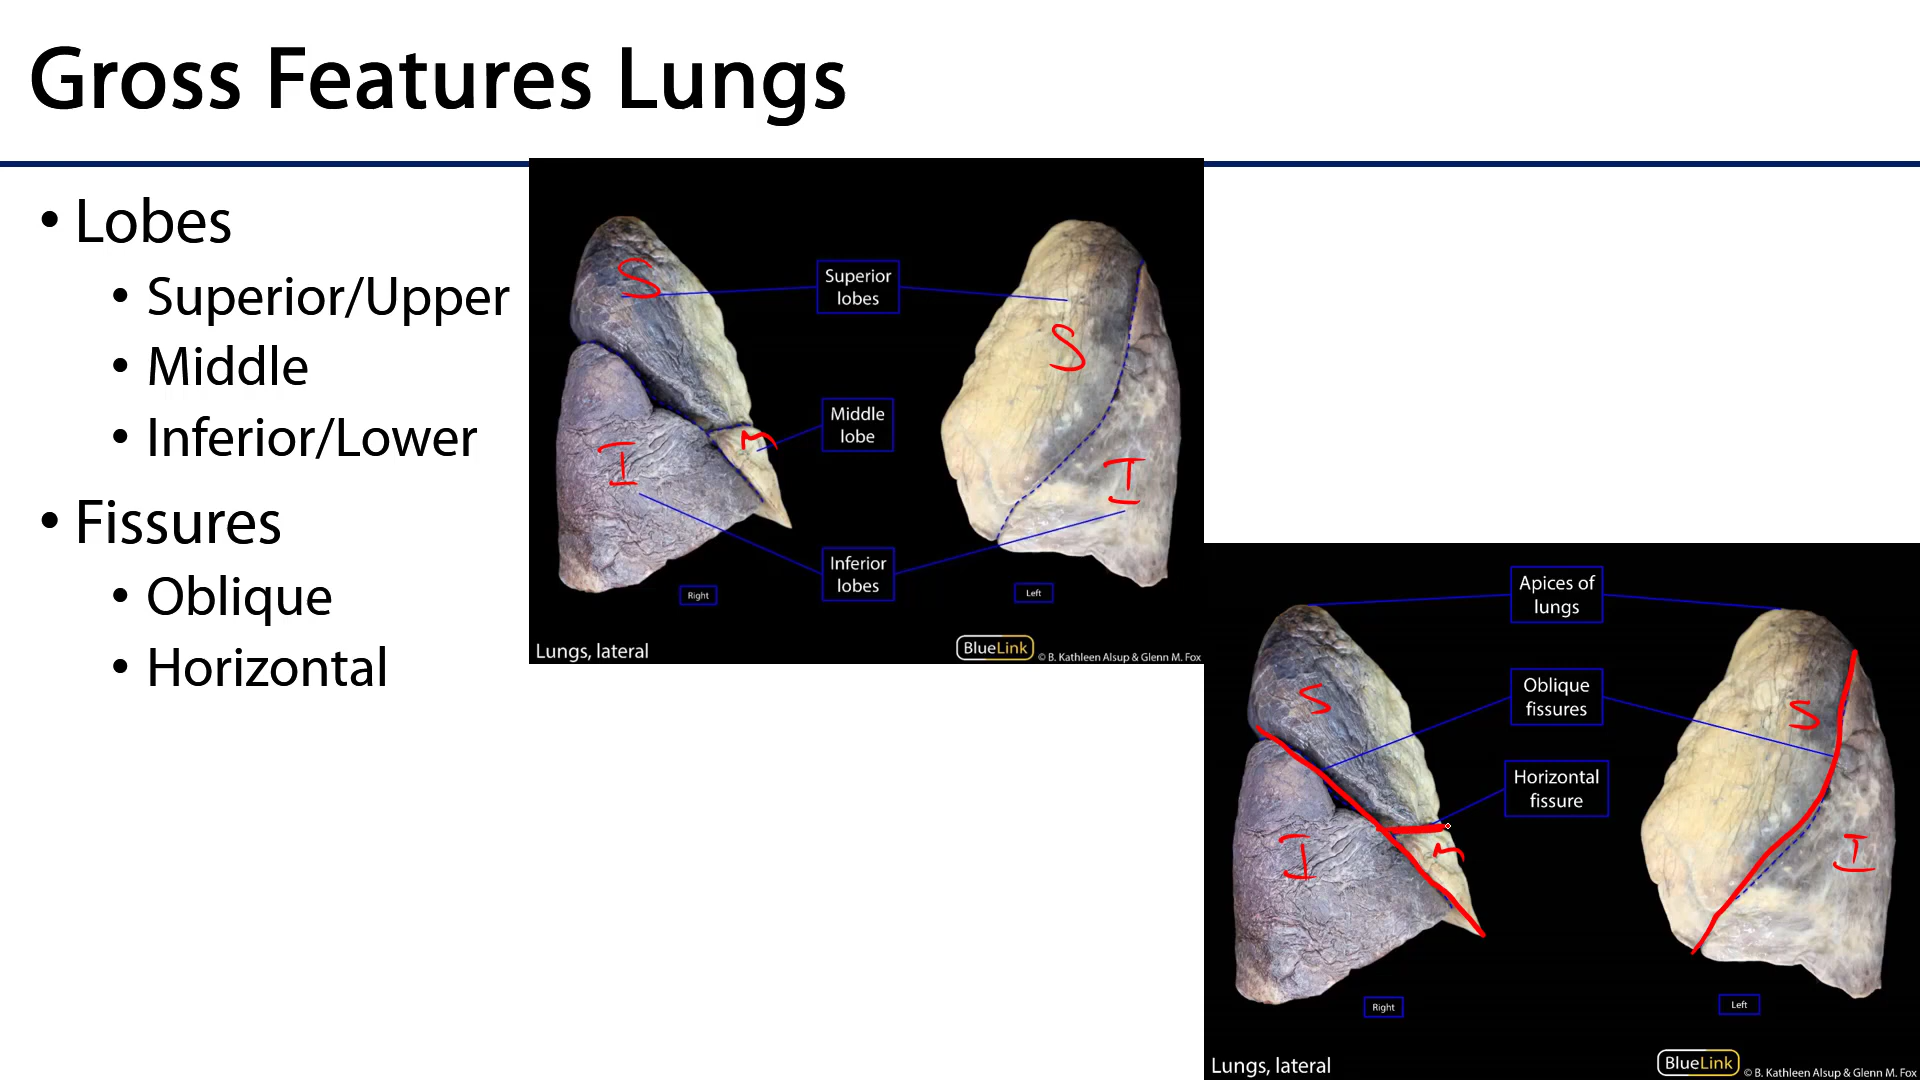 Gross Features Lungs
• Lobes
• Superior/Upper
• Middle
• Inferior/Lower
• Fissures
• Oblique
• Horizontal
Superior
lobes
Middle
lobe
Inferior
lobes
S
S
m
I
I
Right
Left
Lungs, lateral
BlueLink
© B. Kathleen Alsup & Glenn M. Fox
Apices of
lungs
Oblique
fissures
Horizontal
fissure
S
S
m
I
I
Right
Left
Lungs, lateral
BlueLink
© B. Kathleen Alsup & Glenn M. Fox